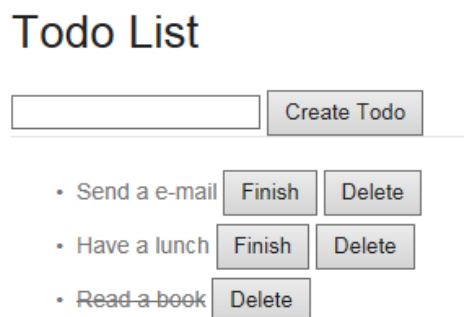 Todo List
Create Todo
• Send a e-mail Finish Delete
• Have a lunch Finish Delete
• Read a book Delete